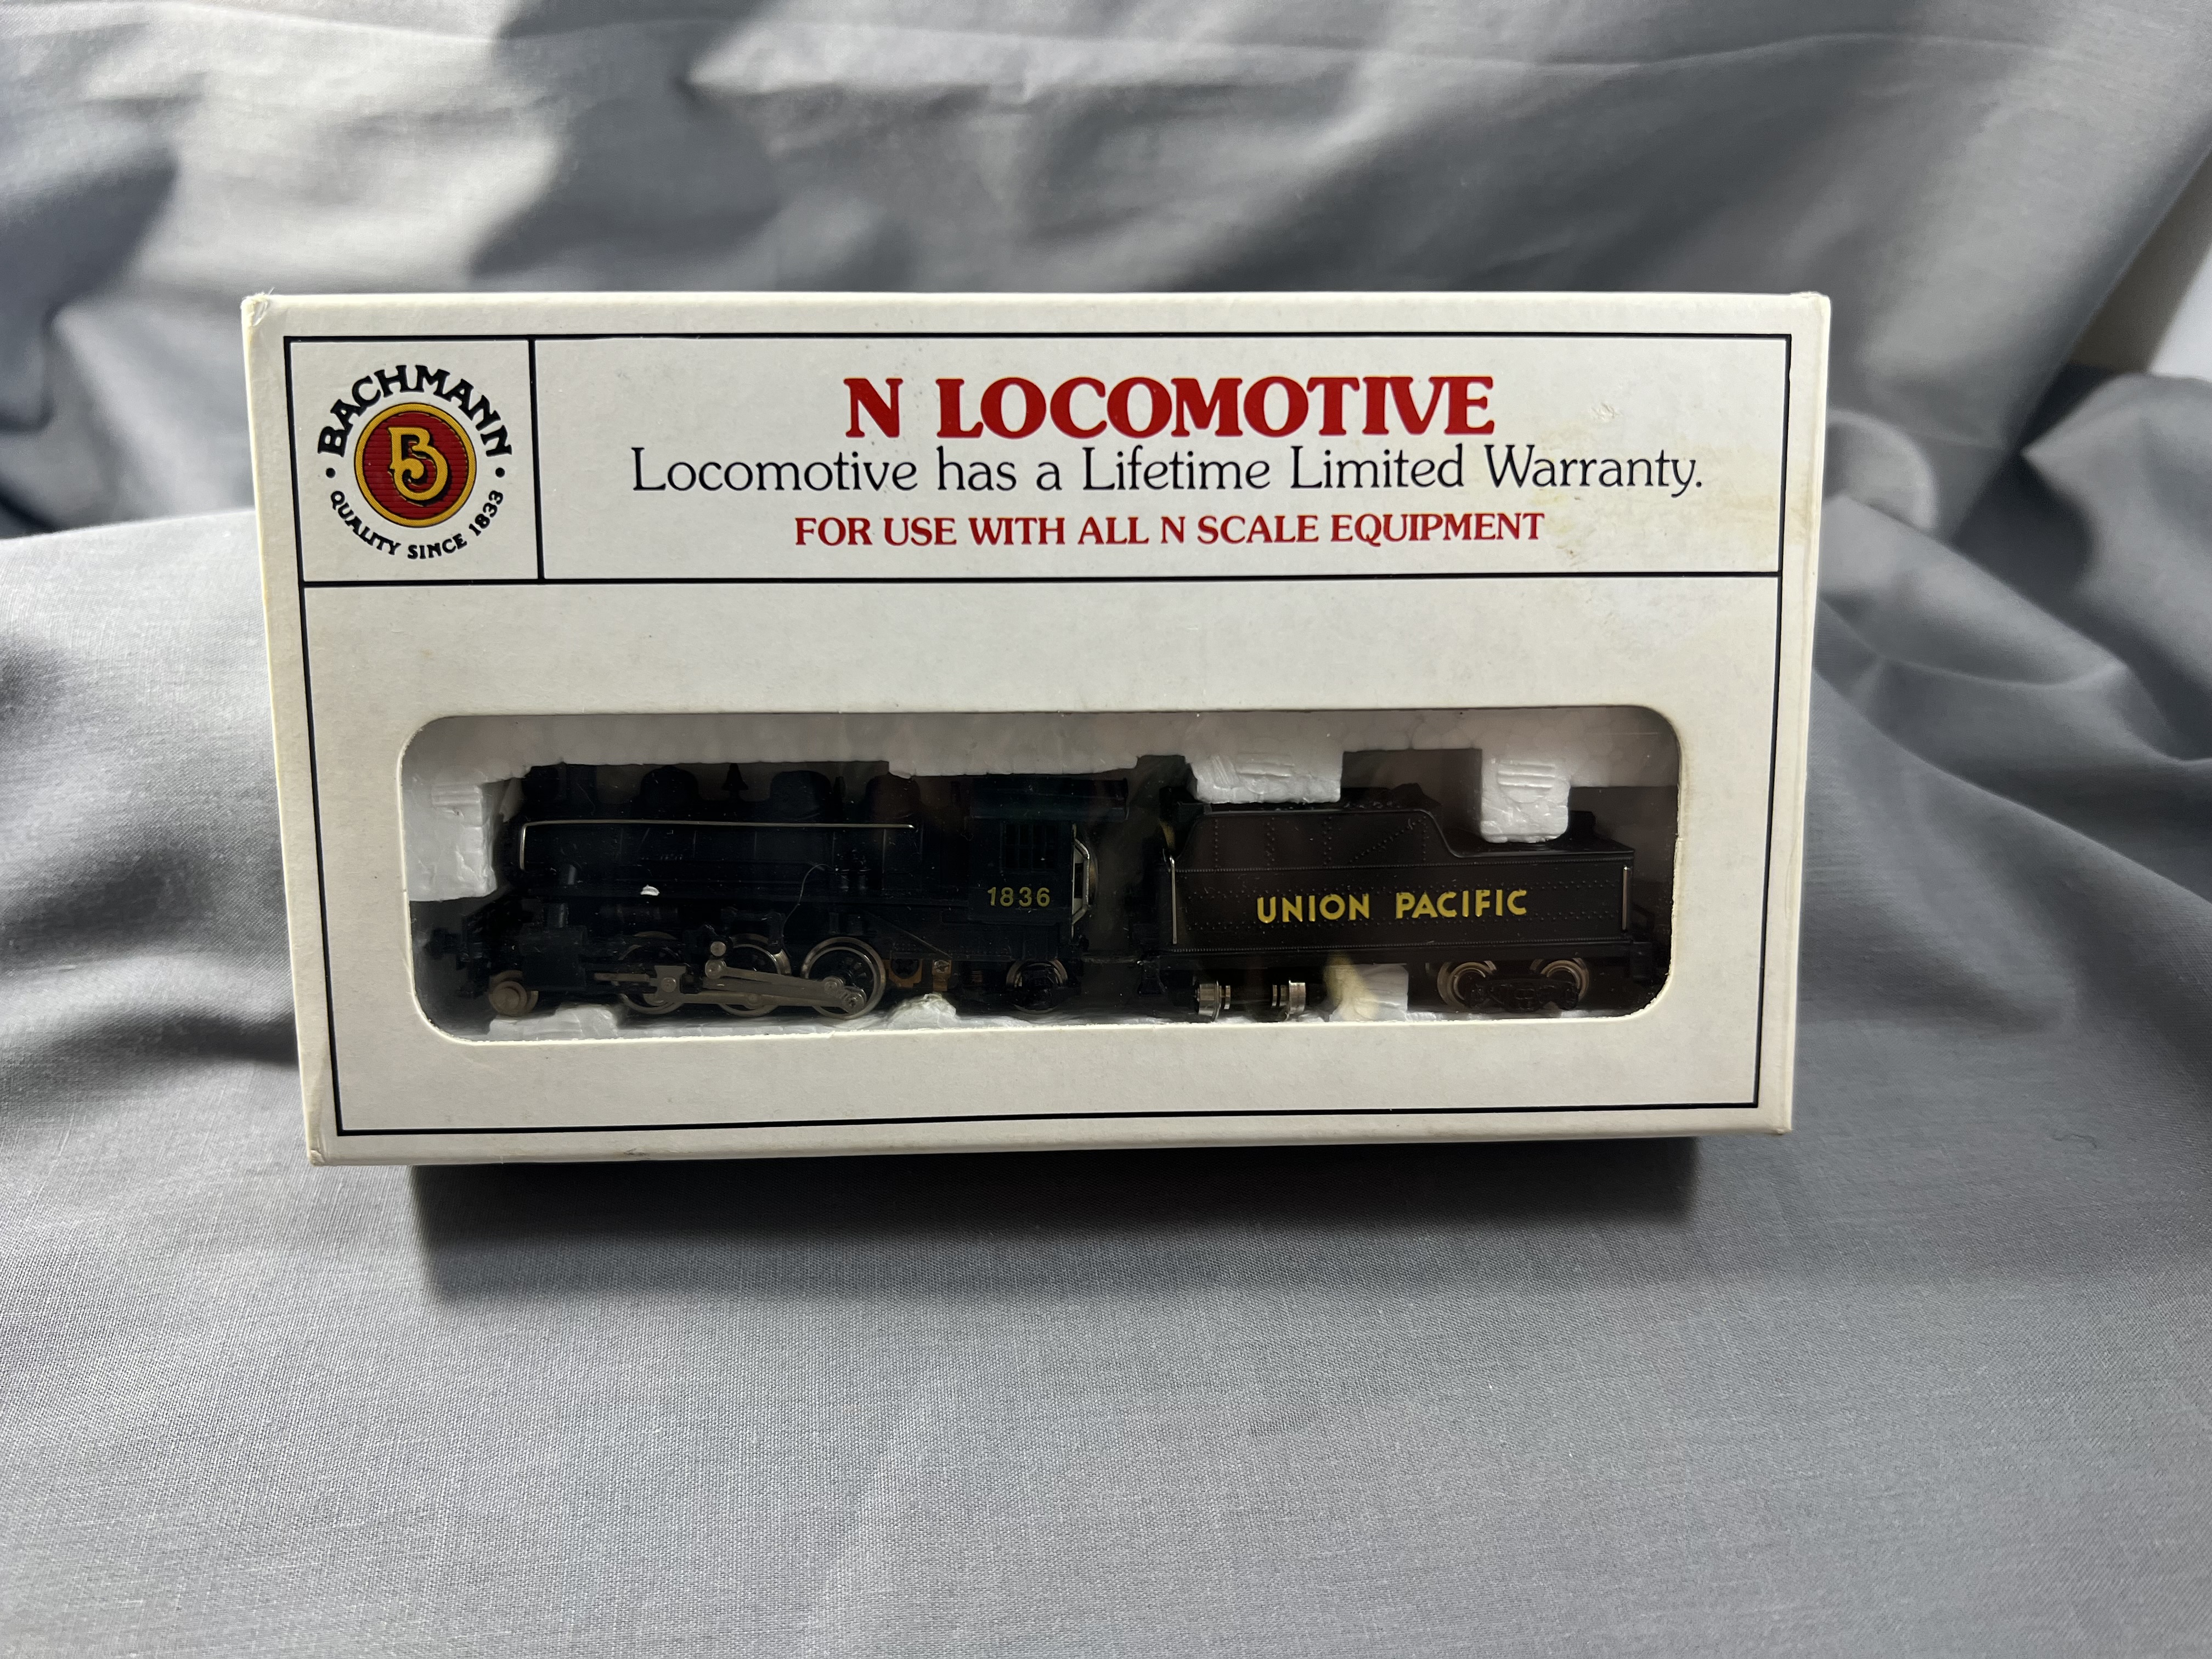 BACHMANN
B
QUALITY SINCE 1833
N LOCOMOTIVE
Locomotive has a Lifetime Limited Warranty.
FOR USE WITH ALL N SCALE EQUIPMENT
1836
UNION PACIFIC